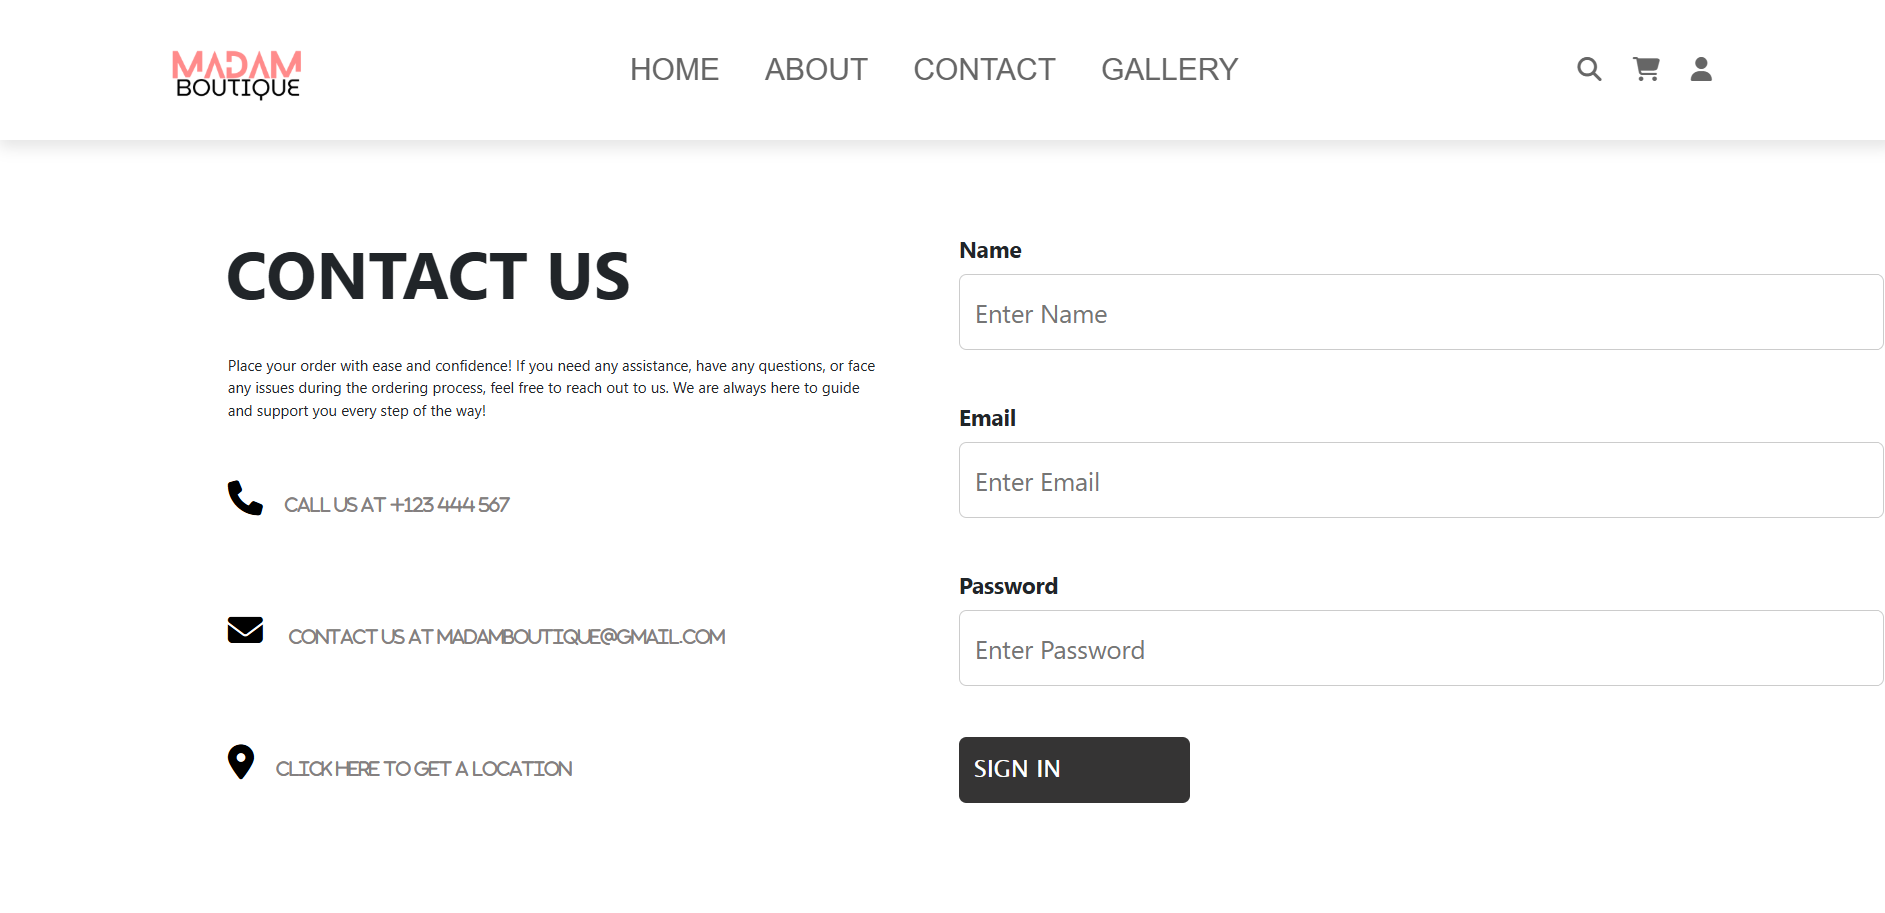 MADAM
BOUTIQUE
HOME ABOUT CONTACT GALLERY
CONTACT US
Place your order with ease and confidence! If you need any assistance, have any questions, or face
any issues during the ordering process, feel free to reach out to us. We are always here to guide
and support you every step of the way!
CALL US AT +123 444 567
CONTACT US AT MADAMBOUTIQUE@GMAIL.COM
CLICK HERE TO GET A LOCATION
Name
Enter Name
Email
Enter Email
Password
Enter Password
SIGN IN